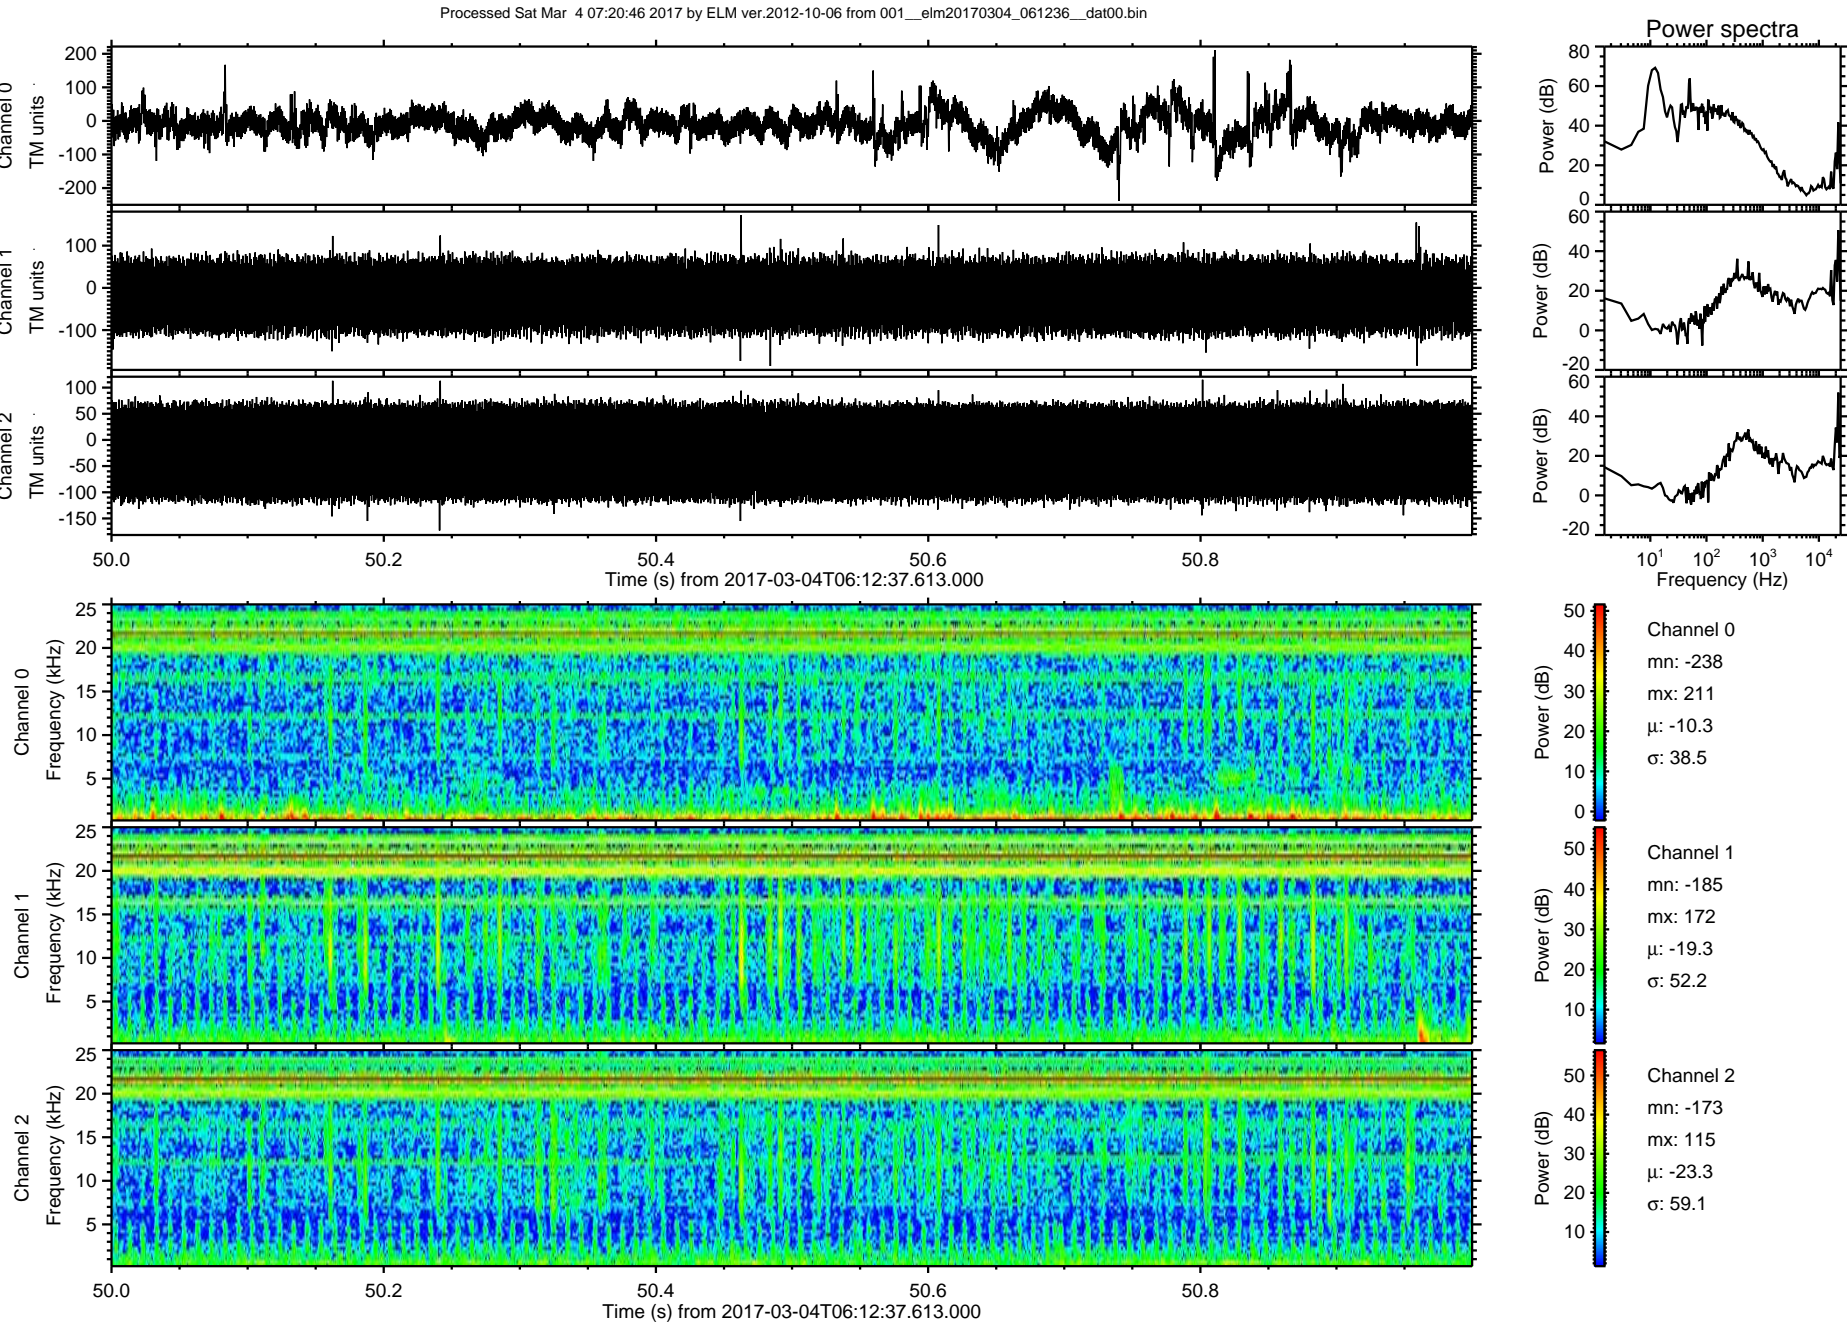 Processed Sat Mar  4 07:20:46 2017 by ELM ver.2012-10-06 from 001__elm20170304_061236__dat00.bin
Power spectra
Channel 0
TM units
200
100
0
-100
-200
Power (dB)
80
60
40
20
0
Channel 1
TM units
100
0
-100
Power (dB)
60
40
20
0
-20
Channel 2
TM units
100
50
0
-50
-100
-150
Power (dB)
60
40
20
0
-20
50.0 50.2 50.4 50.6 50.8
Time (s) from 2017-03-04T06:12:37.613.000
10^1 10^2 10^3 10^4
Frequency (Hz)
Channel 0
Frequency (kHz)
25
20
15
10
5
Power (dB)
50
40
30
20
10
0
Channel 0
mn: -238
mx: 211
μ: -10.3
σ: 38.5
Channel 1
Frequency (kHz)
25
20
15
10
5
Power (dB)
50
40
30
20
10
Channel 1
mn: -185
mx: 172
μ: -19.3
σ: 52.2
Channel 2
Frequency (kHz)
25
20
15
10
5
Power (dB)
50
40
30
20
10
Channel 2
mn: -173
mx: 115
μ: -23.3
σ: 59.1
50.0 50.2 50.4 50.6 50.8
Time (s) from 2017-03-04T06:12:37.613.000